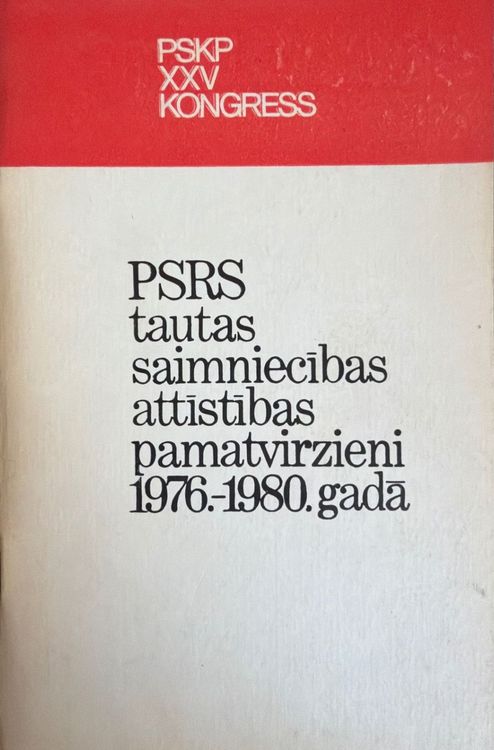 PSKP
XXV
KONGRESS
PSRS
tautas
saimniecības
attīstības
pamatvirzieni
1976.-1980. gadā